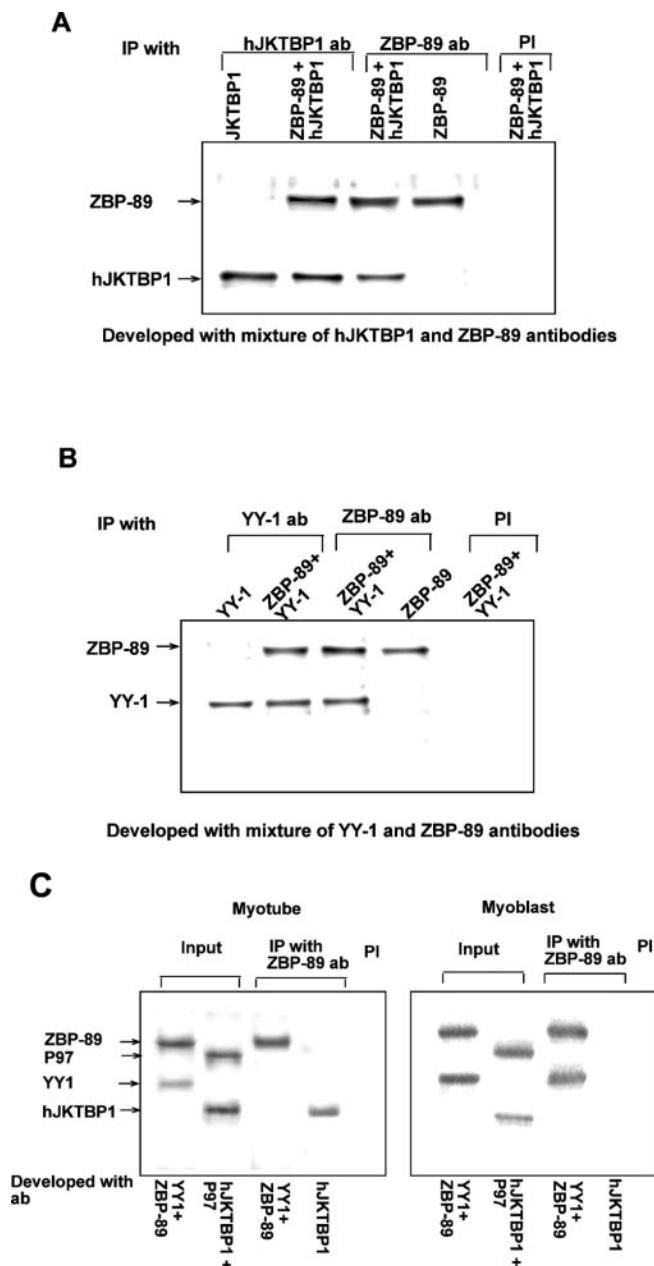 A
IP with
hJKTBP1 ab
ZBP-89 ab
PI
JKTBP1
ZBP-89 +
hJKTBP1
ZBP-89 +
hJKTBP1
ZBP-89
ZBP-89 +
hJKTBP1
ZBP-89
hJKTBP1
Developed with mixture of hJKTBP1 and ZBP-89 antibodies
B
IP with
YY-1 ab
ZBP-89 ab
PI
YY-1
ZBP-89+
YY-1
ZBP-89+
YY-1
ZBP-89
ZBP-89+
YY-1
ZBP-89
YY-1
Developed with mixture of YY-1 and ZBP-89 antibodies
C
Myotube
Myoblast
Input
IP with
ZBP-89 ab
PI
Input
IP with
ZBP-89 ab
PI
ZBP-89
P97
YY1
hJKTBP1
Developed with
ab
YY1+
ZBP-89
hJKTBP1 +
P97
YY1+
ZBP-89
hJKTBP1
YY1+
ZBP-89
hJKTBP1 +
P97
YY1+
ZBP-89
hJKTBP1